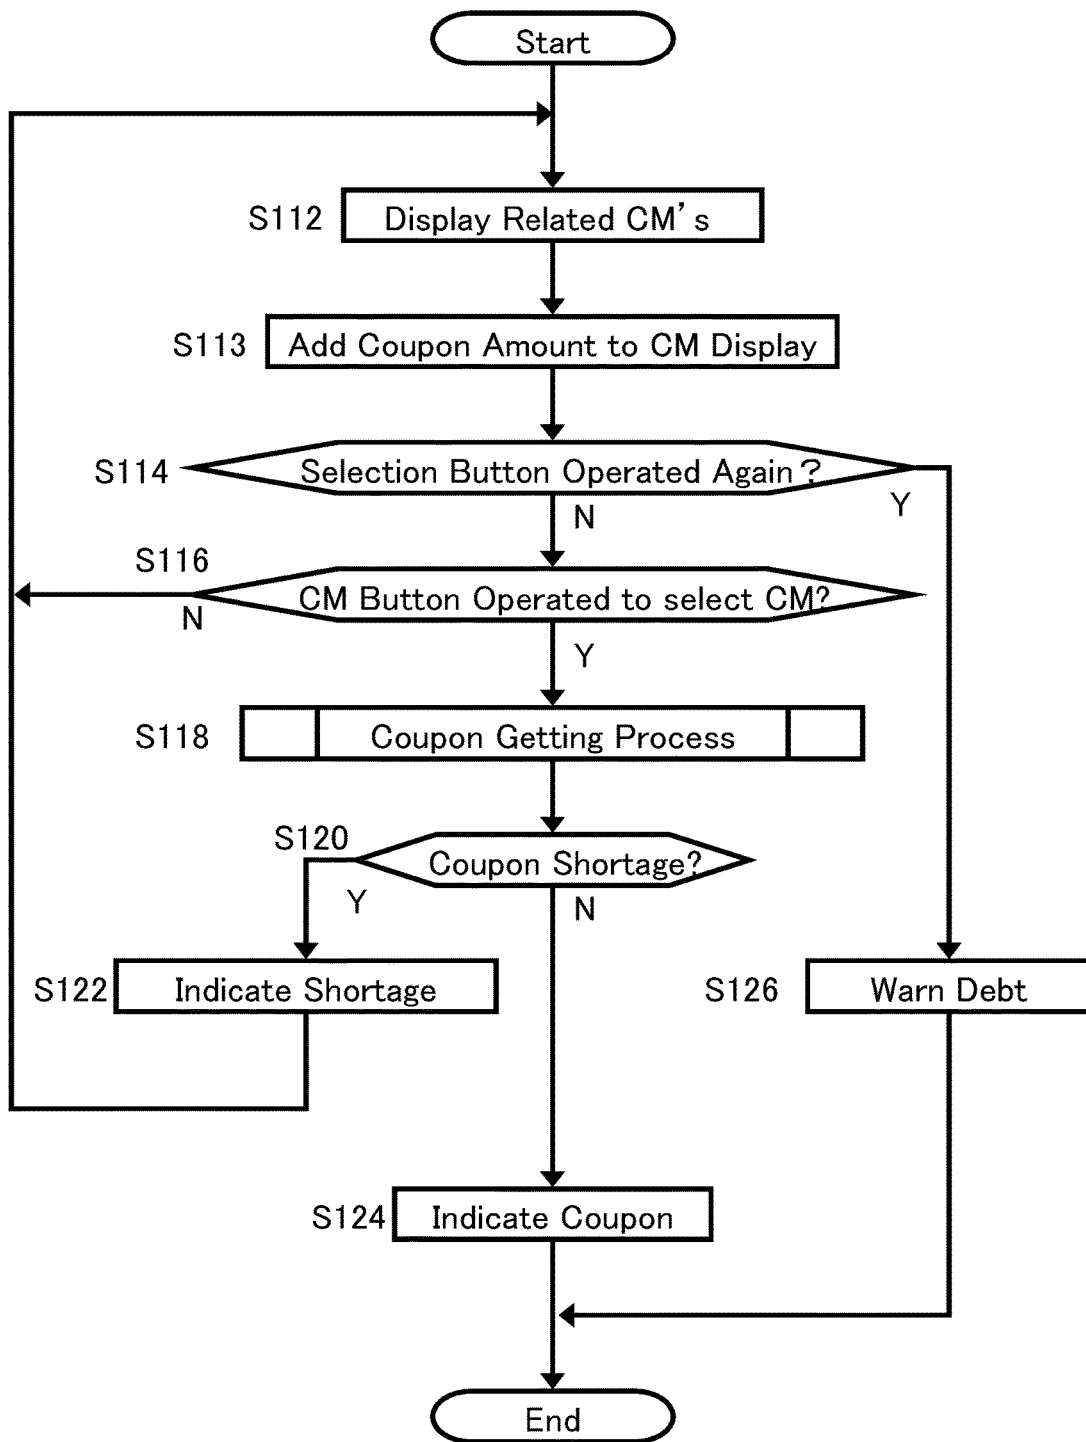 Start
S112
Display Related CM's
S113
Add Coupon Amount to CM Display
S114
Selection Button Operated Again?
Y
N
S116
CM Button Operated to select CM?
N
Y
S118
Coupon Getting Process
S120
Coupon Shortage?
Y
N
S122
Indicate Shortage
S126
Warn Debt
S124
Indicate Coupon
End